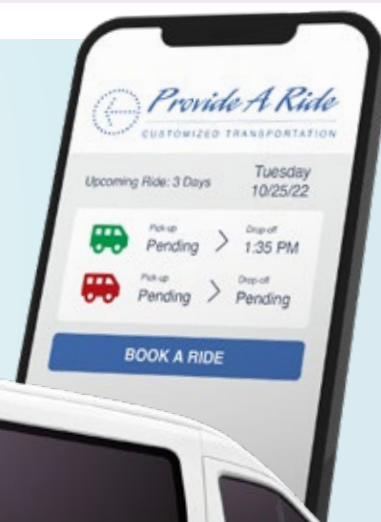 Provide A Ride
CUSTOMIZED TRANSPORTATION
Upcoming Ride: 3 Days
Tuesday
10/25/22
Pick-up
Pending
>
Drop-off
1:35 PM
Pick-up
Pending
>
Drop-off
Pending
BOOK A RIDE